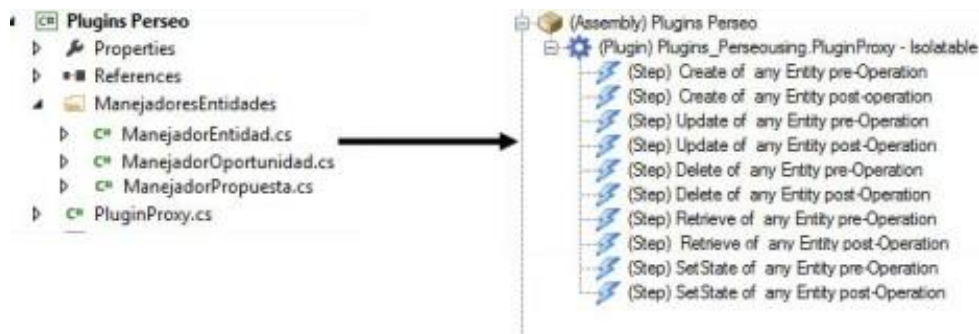 Plugins Perseo
Properties
References
ManejadoresEntidades
ManejadorEntidad.cs
ManejadorOportunidad.cs
ManejadorPropuesta.cs
PluginProxy.cs
(Assembly) Plugins Perseo
(Plugin) Plugins_Perseousing.PluginProxy - Isolatable
(Step) Create of any Entity pre-Operation
(Step) Create of any Entity post-operation
(Step) Update of any Entity pre-Operation
(Step) Update of any Entity post-Operation
(Step) Delete of any Entity pre-Operation
(Step) Delete of any Entity post-Operation
(Step) Retrieve of any Entity pre-Operation
(Step) Retrieve of any Entity post-Operation
(Step) SetState of any Entity pre-Operation
(Step) SetState of any Entity post-Operation